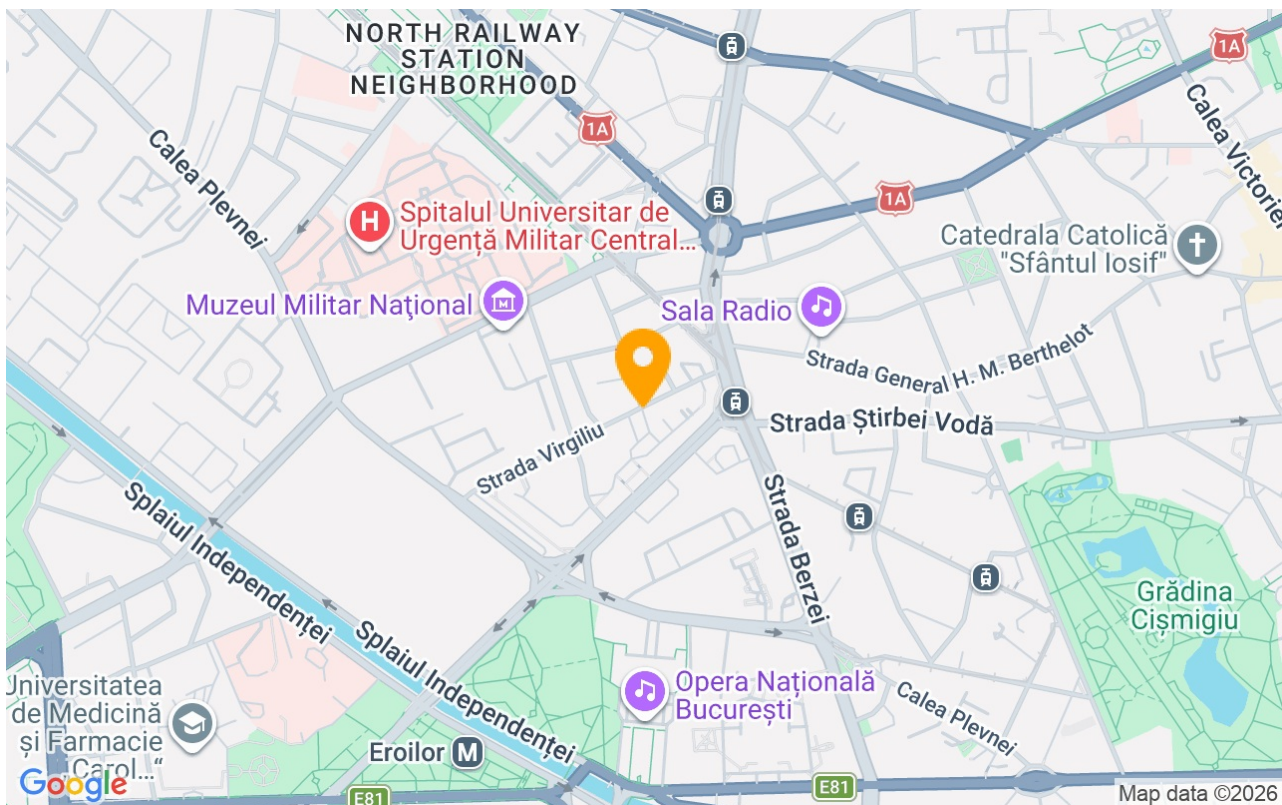 NORTH RAILWAY
STATION
NEIGHBORHOOD
1A
1A
1A
Calea Victoriei
Calea Plevnei
H
Spitalul Universitar de
Urgență Militar Central...
Catedrala Catolică
"Sfântul Iosif"
Muzeul Militar Naţional
M
Sala Radio
Strada General H. M. Berthelot
Strada Știrbei Vodă
Strada Virgiliu
Splaiul Independenței
Strada Berzei
Grădina
Cișmigiu
Splaiul Independenței
Opera Națională
București
Calea Plevnei
Universitatea
de Medicină
și Farmacie
„Carol...“
Eroilor M
Google
E81
E81
Map data ©2026